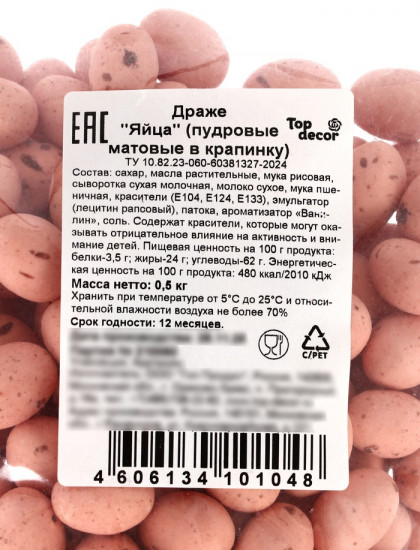 EAC
Драже
"Яйца" (пудровые
матовые в крапинку)
Top
decor
ТУ 10.82.23-060-60381327-2024
Состав: сахар, масла растительные, мука рисовая,
сыворотка сухая молочная, молоко сухое, мука пше-
ничная, красители (Е104, Е124, Е133), эмульгатор
(лецитин рапсовый), патока, ароматизатор «Вани-
лин», соль. Содержат красители, которые могут ока-
зывать отрицательное влияние на активность и вни-
мание детей. Пищевая ценность на 100 г продукта:
белки-3,5 г; жиры-24 г; углеводы-62 г. Энергетичес-
кая ценность на 100 г продукта: 480 ккал/2010 кДж
Масса нетто: 0,5 кг
Хранить при температуре от 5°С до 25°С и относи-
тельной влажности воздуха не более 70%
Срок годности: 12 месяцев.
C/PET
4 606134 101048